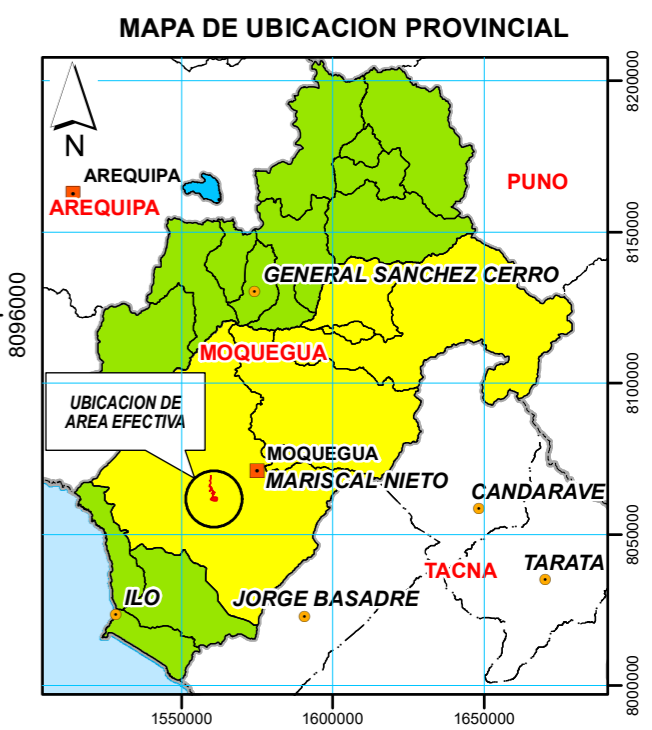 MAPA DE UBICACION PROVINCIAL
8200000
N
AREQUIPA
AREQUIPA
PUNO
8150000
GENERAL SANCHEZ CERRO
8096000
MOQUEGUA
8100000
UBICACION DE
AREA EFECTIVA
MOQUEGUA
MARISCAL NIETO
CANDARAVE
8050000
TACNA
TARATA
ILO
JORGE BASADRE
8000000
1550000
1600000
1650000